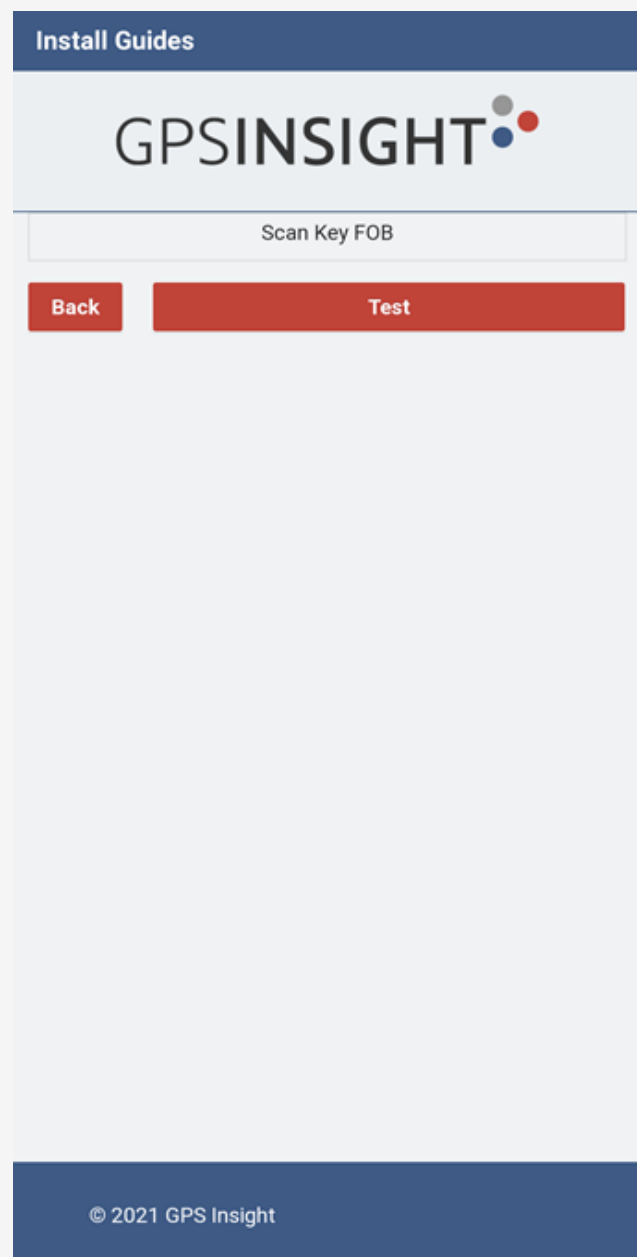 Install Guides
GPSINSIGHT
Scan Key FOB
Back
Test
© 2021 GPS Insight